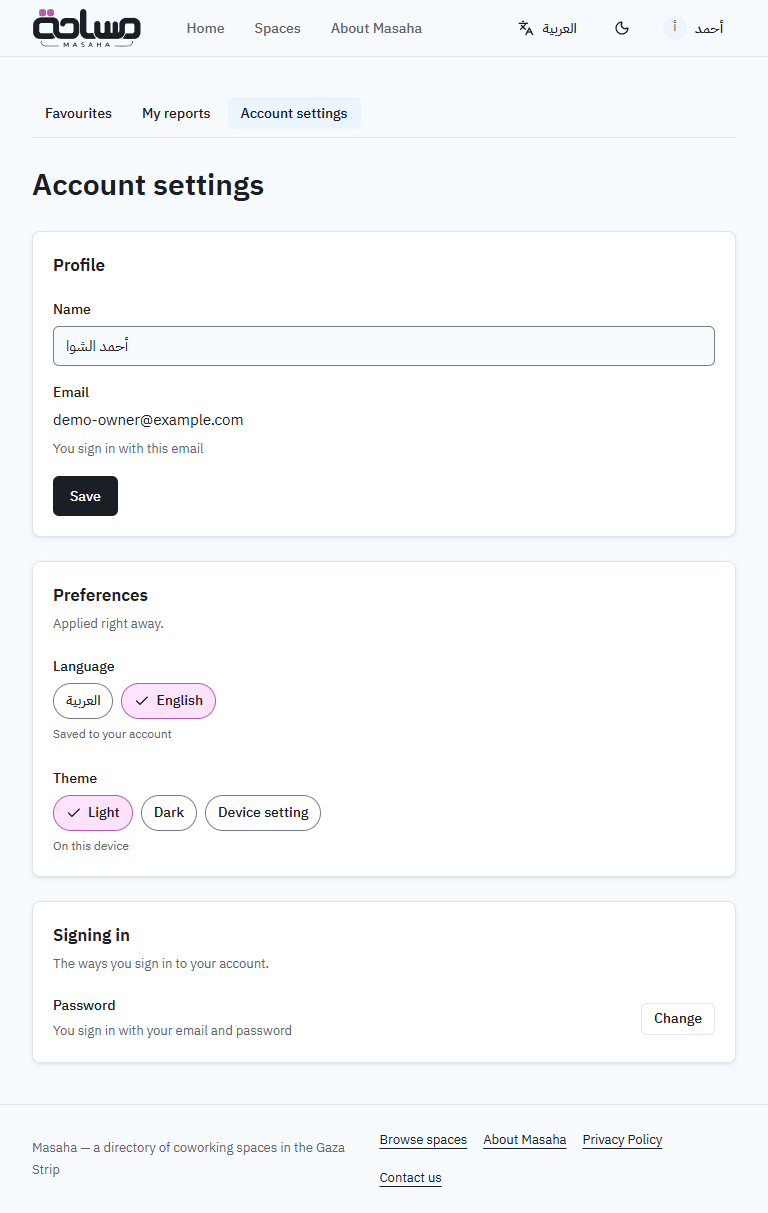 مساحة
MASAHA
Home
Spaces
About Masaha
العربية
أ
أحمد
Favourites
My reports
Account settings
Account settings
Profile
Name
أحمد الشوا
Email
demo-owner@example.com
You sign in with this email
Save
Preferences
Applied right away.
Language
العربية
English
Saved to your account
Theme
Light
Dark
Device setting
On this device
Signing in
The ways you sign in to your account.
Password
You sign in with your email and password
Change
Masaha — a directory of coworking spaces in the Gaza
Strip
Browse spaces
About Masaha
Privacy Policy
Contact us